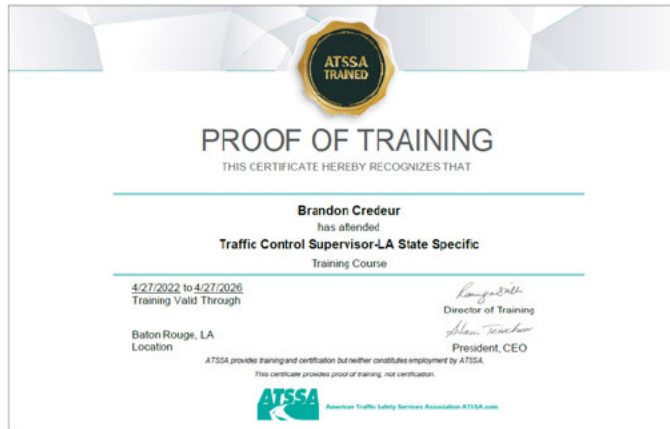 ATSSA
TRAINED
PROOF OF TRAINING
THIS CERTIFICATE HEREBY RECOGNIZES THAT
Brandon Credeur
has attended
Traffic Control Supervisor-LA State Specific
Training Course
4/27/2022 to 4/27/2026
Training Valid Through
Director of Training
Baton Rouge, LA
Location
President, CEO
ATSSA provides training and certification but neither constitutes employment by ATSSA.
This certificate provides proof of training, not certification.
ATSSA
American Traffic Safety Services Association ATSSA.com